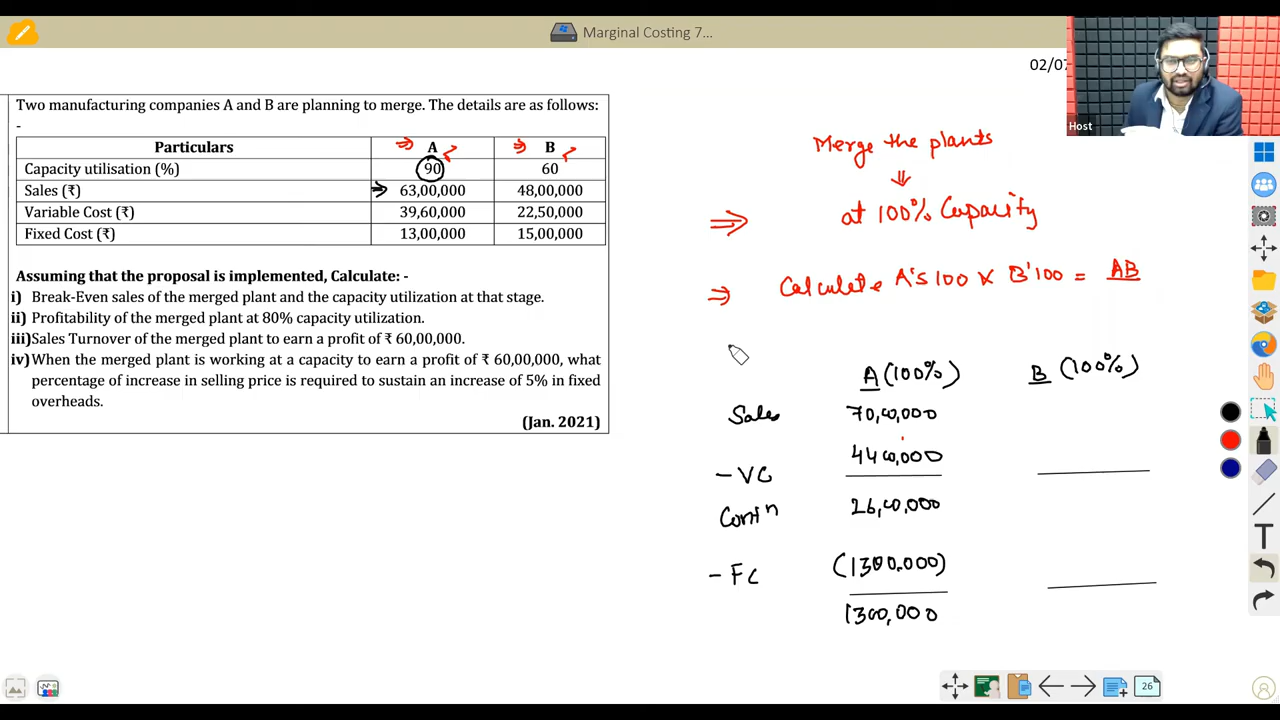 Marginal Costing 7...
02/07
Host
Two manufacturing companies A and B are planning to merge. The details are as follows:
-
Particulars A B
Capacity utilisation (%) 90 60
Sales (₹) 63,00,000 48,00,000
Variable Cost (₹) 39,60,000 22,50,000
Fixed Cost (₹) 13,00,000 15,00,000
Assuming that the proposal is implemented, Calculate: -
i) Break-Even sales of the merged plant and the capacity utilization at that stage.
ii) Profitability of the merged plant at 80% capacity utilization.
iii)Sales Turnover of the merged plant to earn a profit of ₹ 60,00,000.
iv)When the merged plant is working at a capacity to earn a profit of ₹ 60,00,000, what
percentage of increase in selling price is required to sustain an increase of 5% in fixed
overheads.
(Jan. 2021)
Merge the plants
at 100% Capacity
Calculate A's 100 × B'100 = AB
A (100%) B (100%)
Sales 70,00,000
- VC 4400,000
Contn 26,00,000
- FC (1300,000)
1300,000
T
26